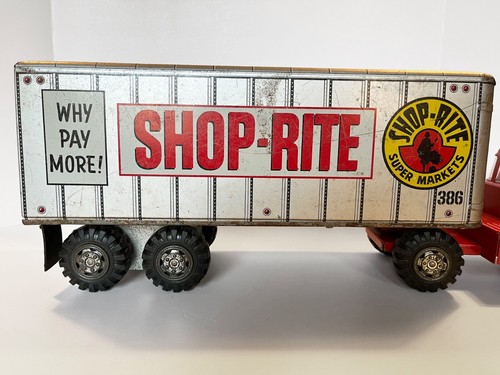 WHY
PAY
MORE!
SHOP-RITE
SHOP-RITE
SUPER MARKETS
386